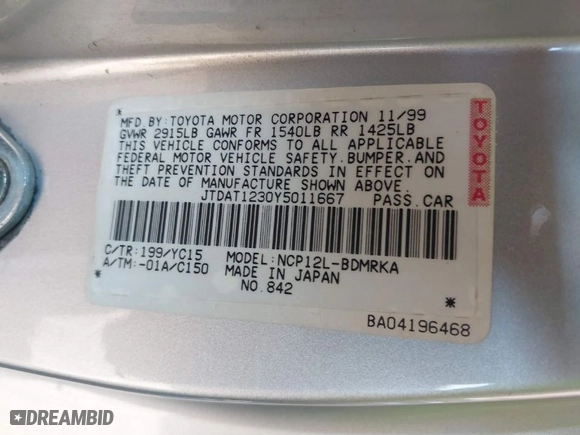 MFD BY:TOYOTA MOTOR CORPORATION 11/99
GVWR 2915LB GAWR FR 1540LB RR 1425LB
THIS VEHICLE CONFORMS TO ALL APPLICABLE
FEDERAL MOTOR VEHICLE SAFETY.BUMPER.AND
THEFT PREVENTION STANDARDS IN EFFECT ON
THE DATE OF MANUFACTURE SHOWN ABOVE.
JTDAT1230Y5011667 PASS.CAR
C/TR:199/YC15 MODEL:NCP12L-BDMRKA
A/TM:-01A/C150 MADE IN JAPAN
NO.842
BA04196468
TOYOTA
DREAMBID